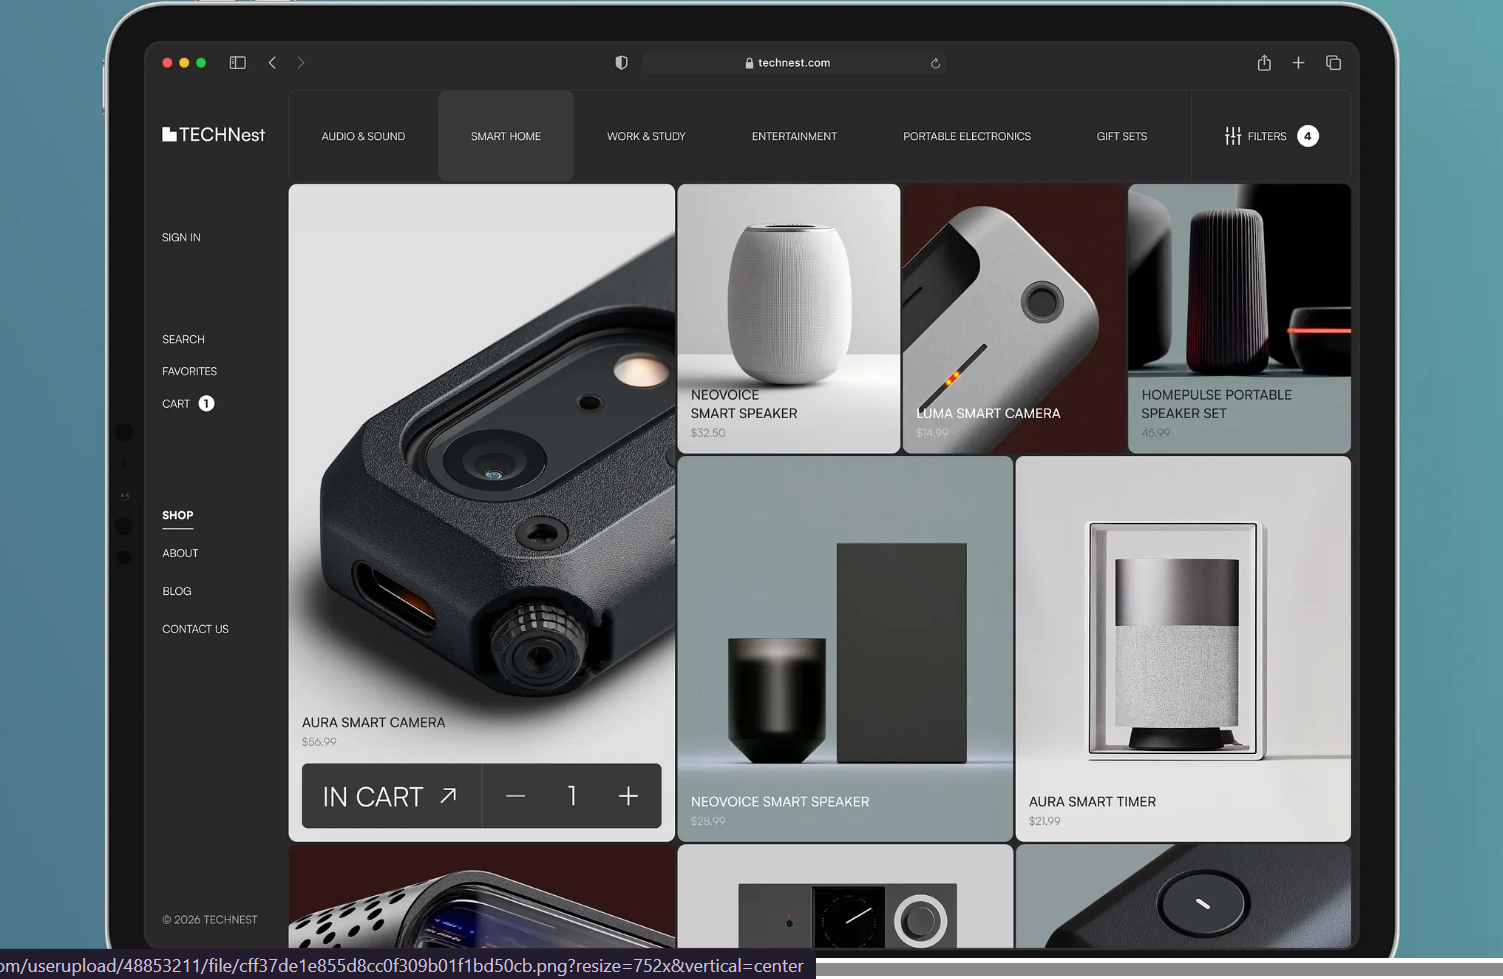 technest.com
TECHNest
AUDIO & SOUND
SMART HOME
WORK & STUDY
ENTERTAINMENT
PORTABLE ELECTRONICS
GIFT SETS
FILTERS 4
SIGN IN
SEARCH
FAVORITES
CART 1
SHOP
ABOUT
BLOG
CONTACT US
© 2026 TECHNEST
NEOVOICE
SMART SPEAKER
$32.50
LUMA SMART CAMERA
$14.99
HOMEPULSE PORTABLE
SPEAKER SET
45.99
AURA SMART CAMERA
$56.99
IN CART 1
NEOVOICE SMART SPEAKER
$28.99
AURA SMART TIMER
$21.99
om/userupload/48853211/file/cff37de1e855d8cc0f309b01f1bd50cb.png?resize=752x&vertical=center